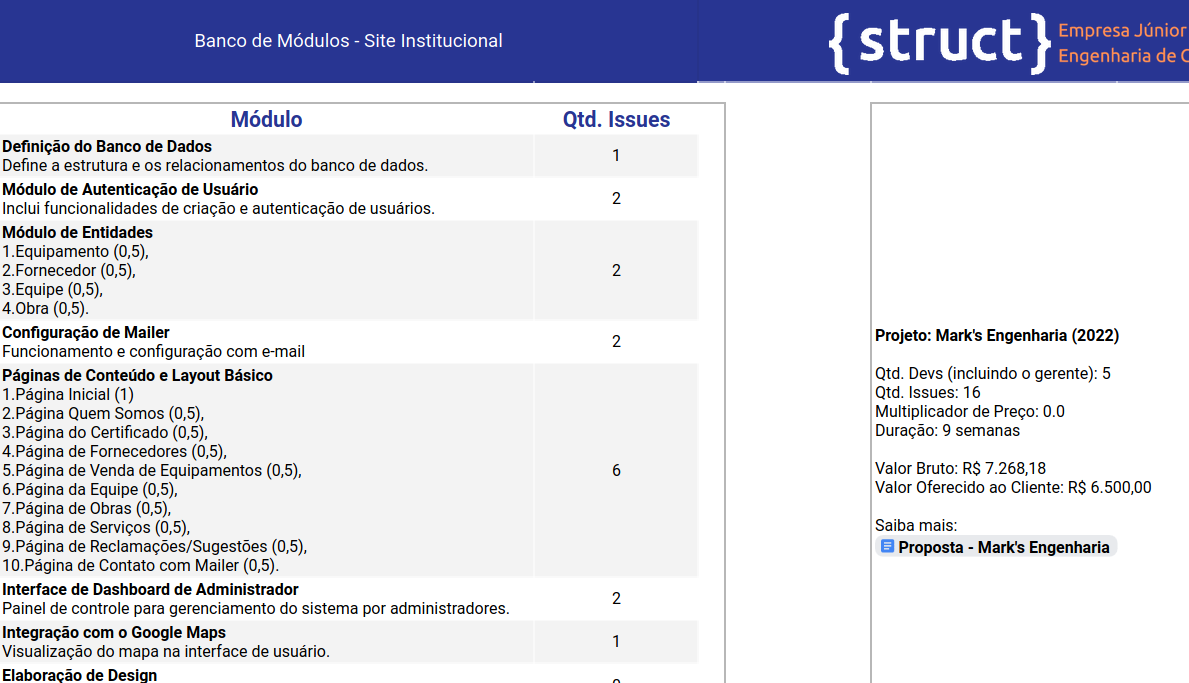 Banco de Módulos - Site Institucional
{struct}
Empresa Júnior
Engenharia de C
Módulo
Qtd. Issues
Definição do Banco de Dados
Define a estrutura e os relacionamentos do banco de dados.
1
Módulo de Autenticação de Usuário
Inclui funcionalidades de criação e autenticação de usuários.
2
Módulo de Entidades
1.Equipamento (0,5),
2.Fornecedor (0,5),
3.Equipe (0,5),
4.Obra (0,5).
2
Configuração de Mailer
Funcionamento e configuração com e-mail
2
Páginas de Conteúdo e Layout Básico
1.Página Inicial (1)
2.Página Quem Somos (0,5),
3.Página do Certificado (0,5),
4.Página de Fornecedores (0,5),
5.Página de Venda de Equipamentos (0,5),
6.Página da Equipe (0,5),
7.Página de Obras (0,5),
8.Página de Serviços (0,5),
9.Página de Reclamações/Sugestões (0,5),
10.Página de Contato com Mailer (0,5).
6
Interface de Dashboard de Administrador
Painel de controle para gerenciamento do sistema por administradores.
2
Integração com o Google Maps
Visualização do mapa na interface de usuário.
1
Elaboração de Design
Projeto: Mark's Engenharia (2022)
Qtd. Devs (incluindo o gerente): 5
Qtd. Issues: 16
Multiplicador de Preço: 0.0
Duração: 9 semanas
Valor Bruto: R$ 7.268,18
Valor Oferecido ao Cliente: R$ 6.500,00
Saiba mais:
Proposta - Mark's Engenharia